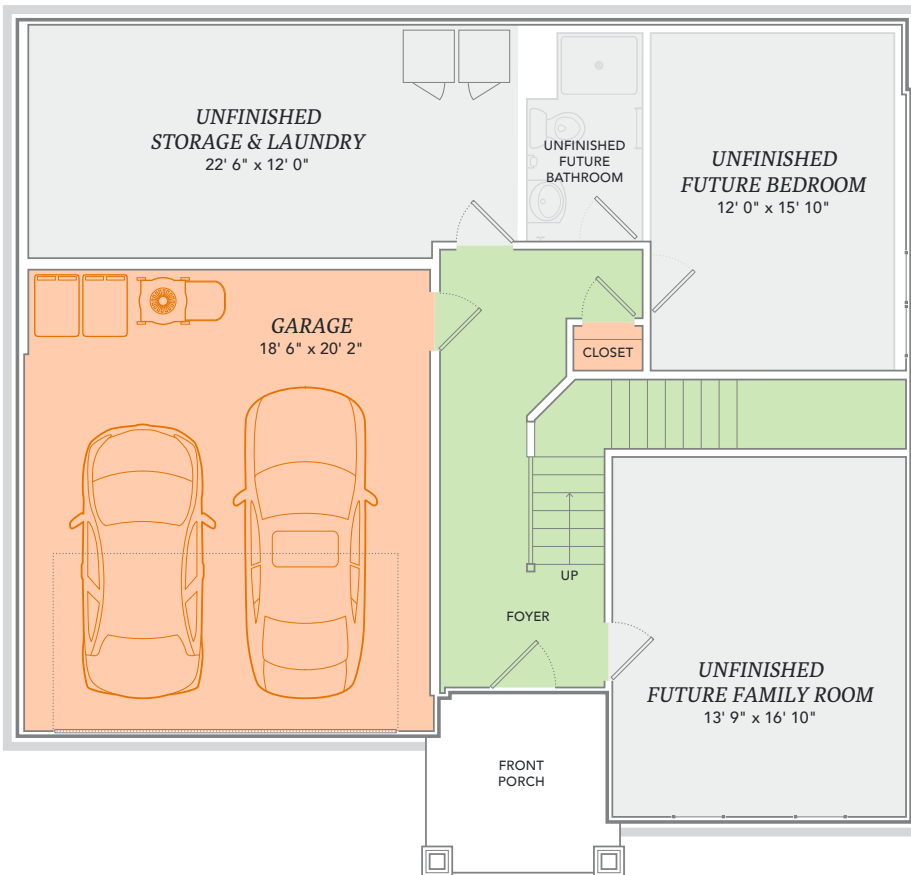 UNFINISHED
STORAGE & LAUNDRY
22' 6" x 12' 0"
UNFINISHED
FUTURE
BATHROOM
UNFINISHED
FUTURE BEDROOM
12' 0" x 15' 10"
GARAGE
18' 6" x 20' 2"
CLOSET
UP
FOYER
UNFINISHED
FUTURE FAMILY ROOM
13' 9" x 16' 10"
FRONT
PORCH